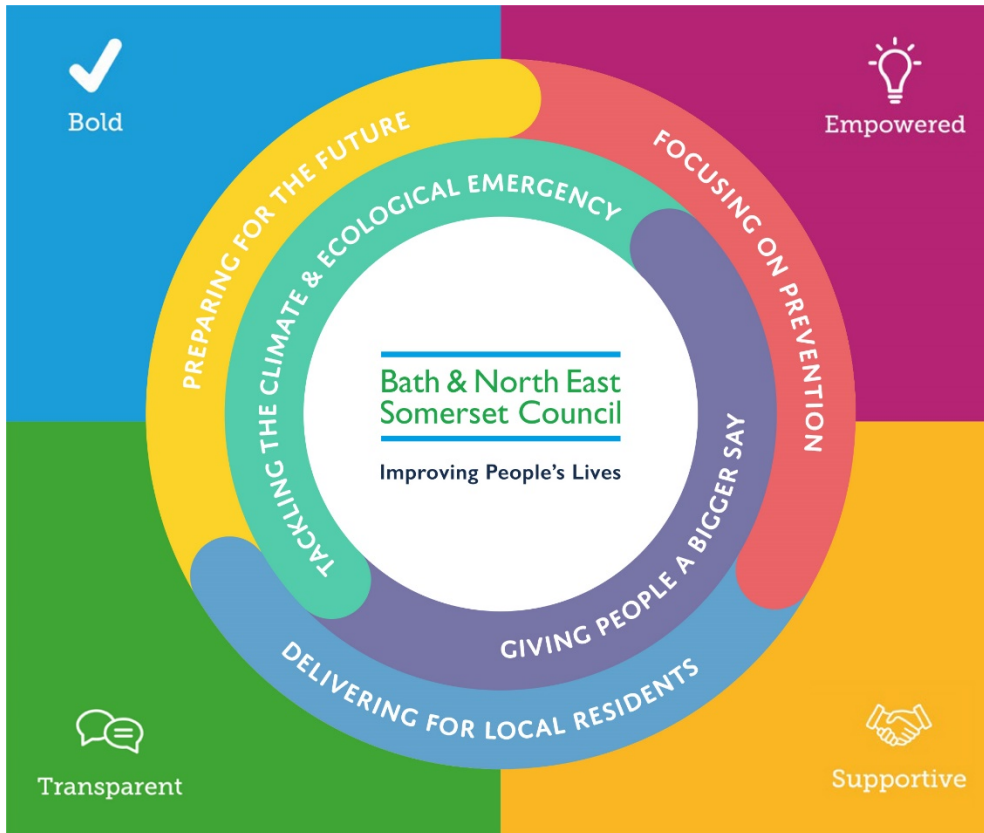 Bold
Empowered
PREPARING FOR THE FUTURE
FOCUSING ON PREVENTION
TACKLING THE CLIMATE & ECOLOGICAL EMERGENCY
Bath & North East
Somerset Council
Improving People's Lives
GIVING PEOPLE A BIGGER SAY
DELIVERING FOR LOCAL RESIDENTS
Transparent
Supportive